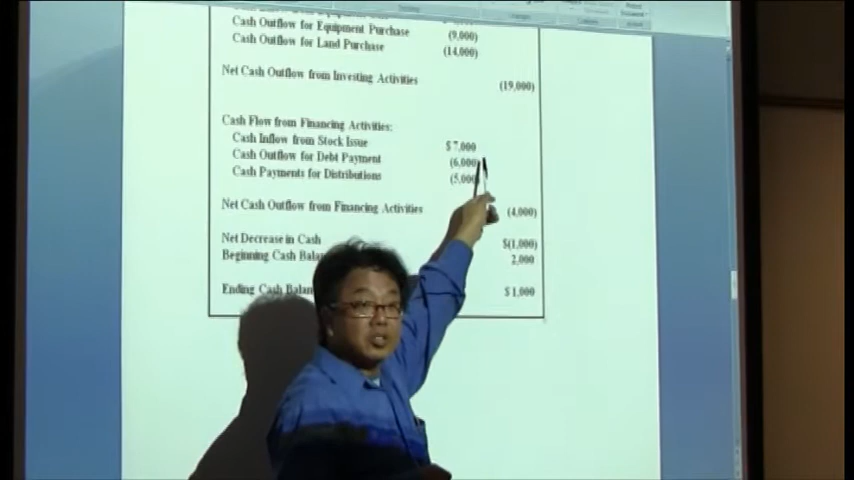 Cash Outflow for Equipment Purchase (9,000)
Cash Outflow for Land Purchase (14,000)
Net Cash Outflow from Investing Activities (19,000)
Cash Flow from Financing Activities:
Cash Inflow from Stock Issue $ 7,000
Cash Outflow for Debt Payment (6,000)
Cash Payments for Distributions (5,000
Net Cash Outflow from Financing Activities (4,000)
Net Decrease in Cash $(1,000)
Beginning Cash Bala 2,000
Ending Cash Balan $ 1,000